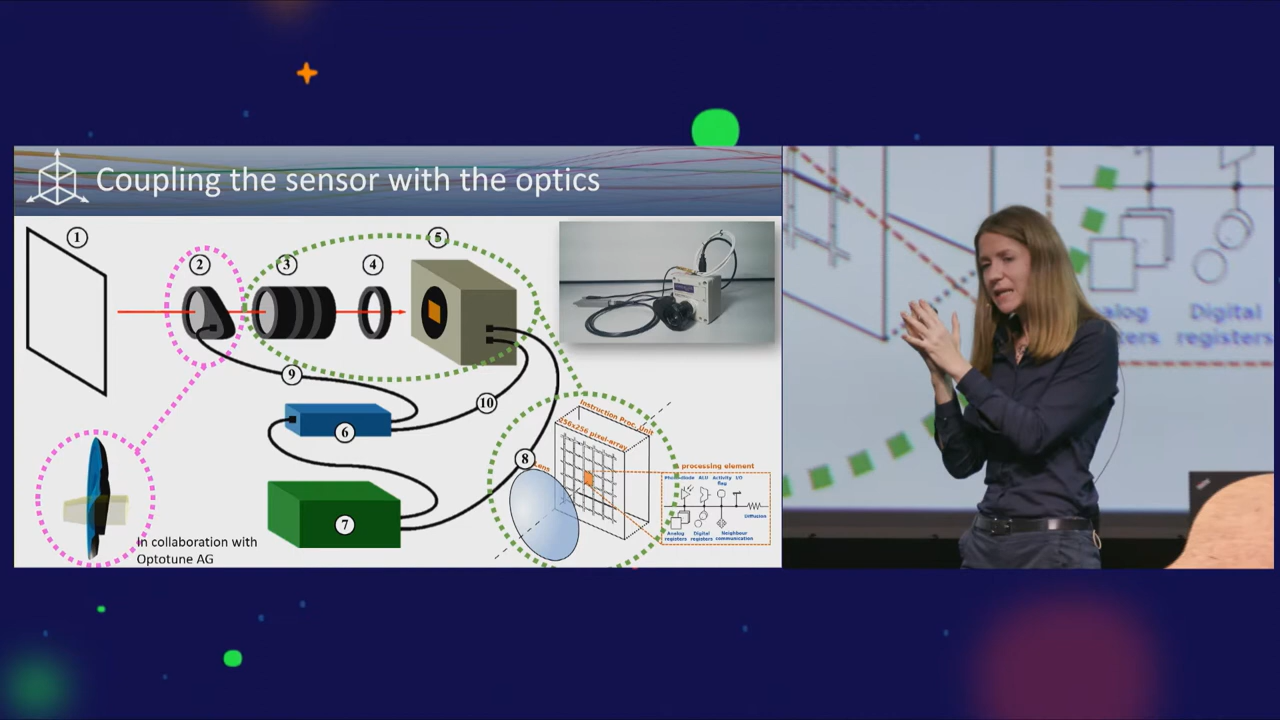 Coupling the sensor with the optics
1
2
3
4
5
9
10
6
8
7
Instruction Proc. Unit
256x256 pixel-array
Lens
processing element
Photo-diode ALU Activity flag I/O
Diffusion
Analog registers Digital registers Neighbour communication
In collaboration with
Optotune AG
Digital
registers